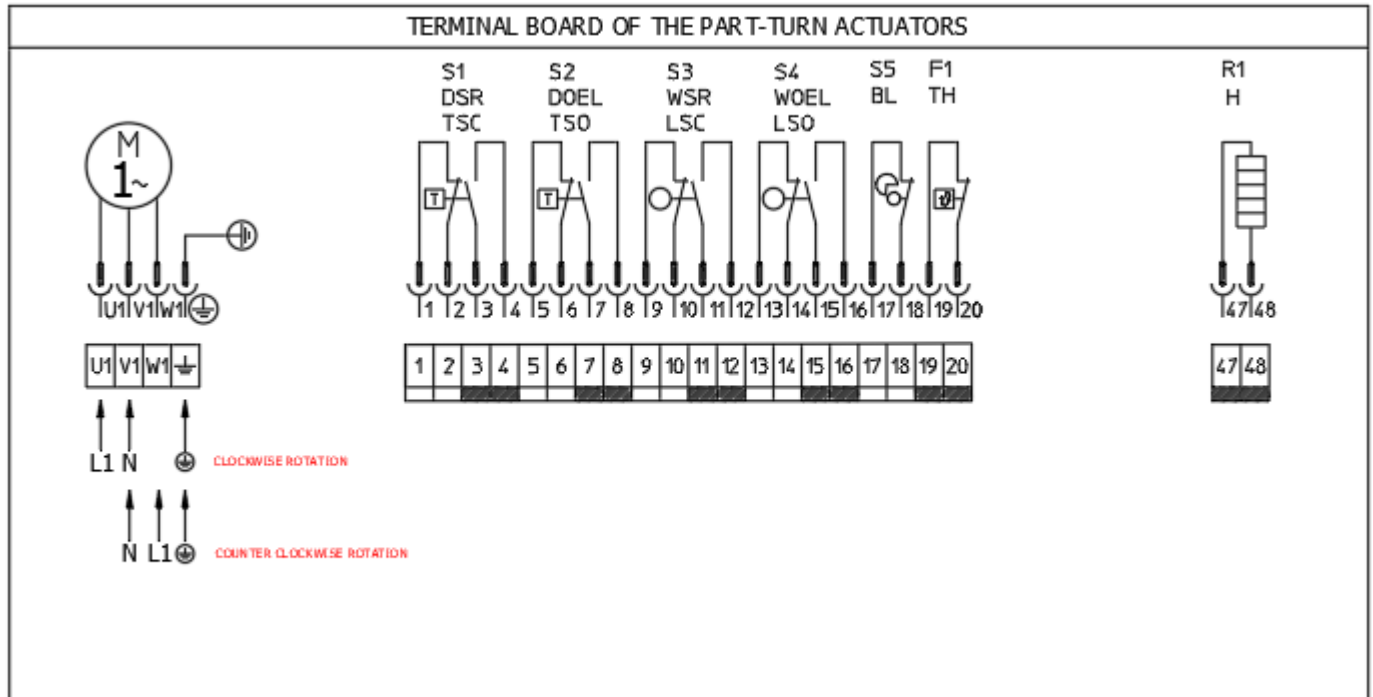 TERMINAL BOARD OF THE PART-TURN ACTUATORS
S1 S2 S3 S4 S5 F1 R1
DSR DOEL WSR WOEL BL TH H
TSC TSO LSC LSO
M
1~
T T
U1 V1 W1 1 2 3 4 5 6 7 8 9 10 11 12 13 14 15 16 17 18 19 20 47 48
U1 V1 W1 1 2 3 4 5 6 7 8 9 10 11 12 13 14 15 16 17 18 19 20 47 48
L1 N CLOCKWISE ROTATION
N L1 COUNTER CLOCKWISE ROTATION